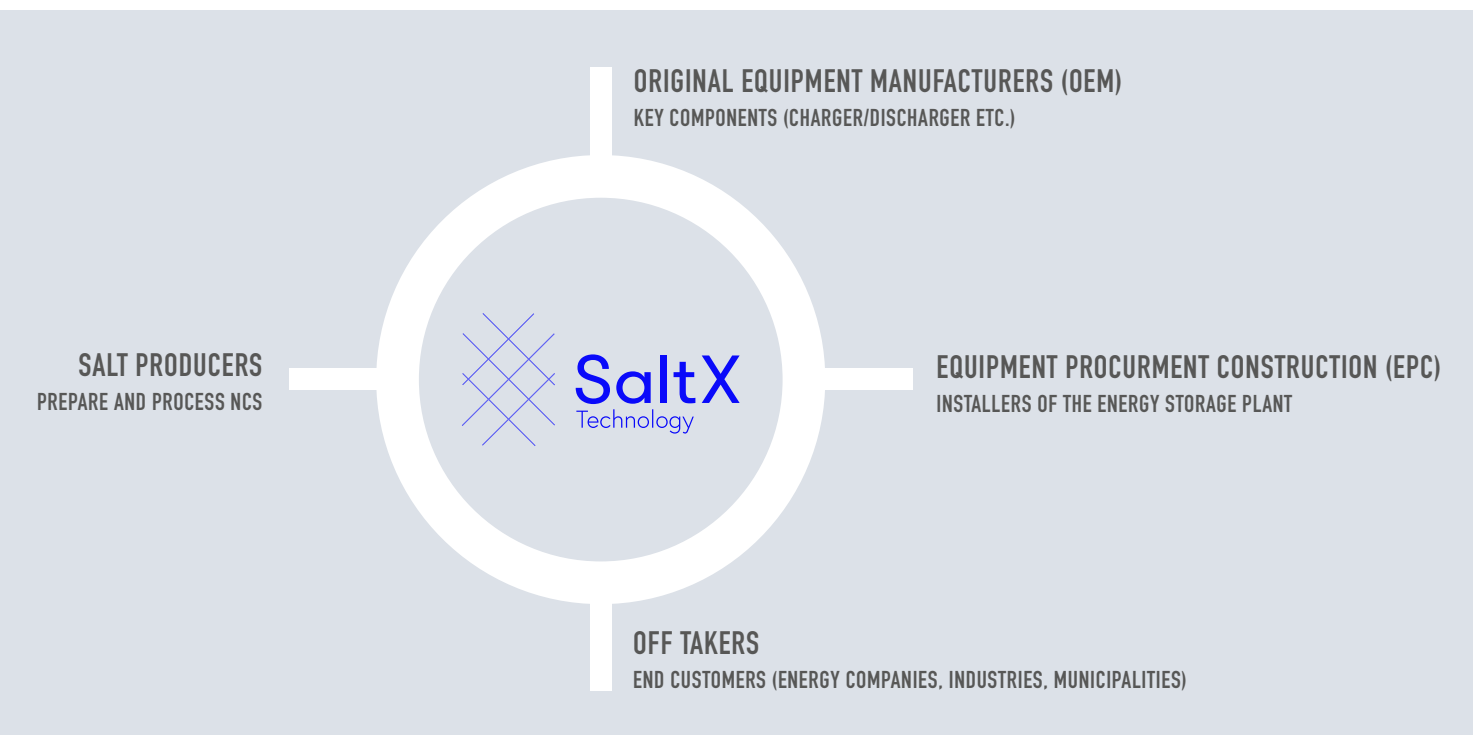 ORIGINAL EQUIPMENT MANUFACTURERS (OEM)
KEY COMPONENTS (CHARGER/DISCHARGER ETC.)
SALT PRODUCERS
PREPARE AND PROCESS NCS
SaltX
Technology
EQUIPMENT PROCURMENT CONSTRUCTION (EPC)
INSTALLERS OF THE ENERGY STORAGE PLANT
OFF TAKERS
END CUSTOMERS (ENERGY COMPANIES, INDUSTRIES, MUNICIPALITIES)